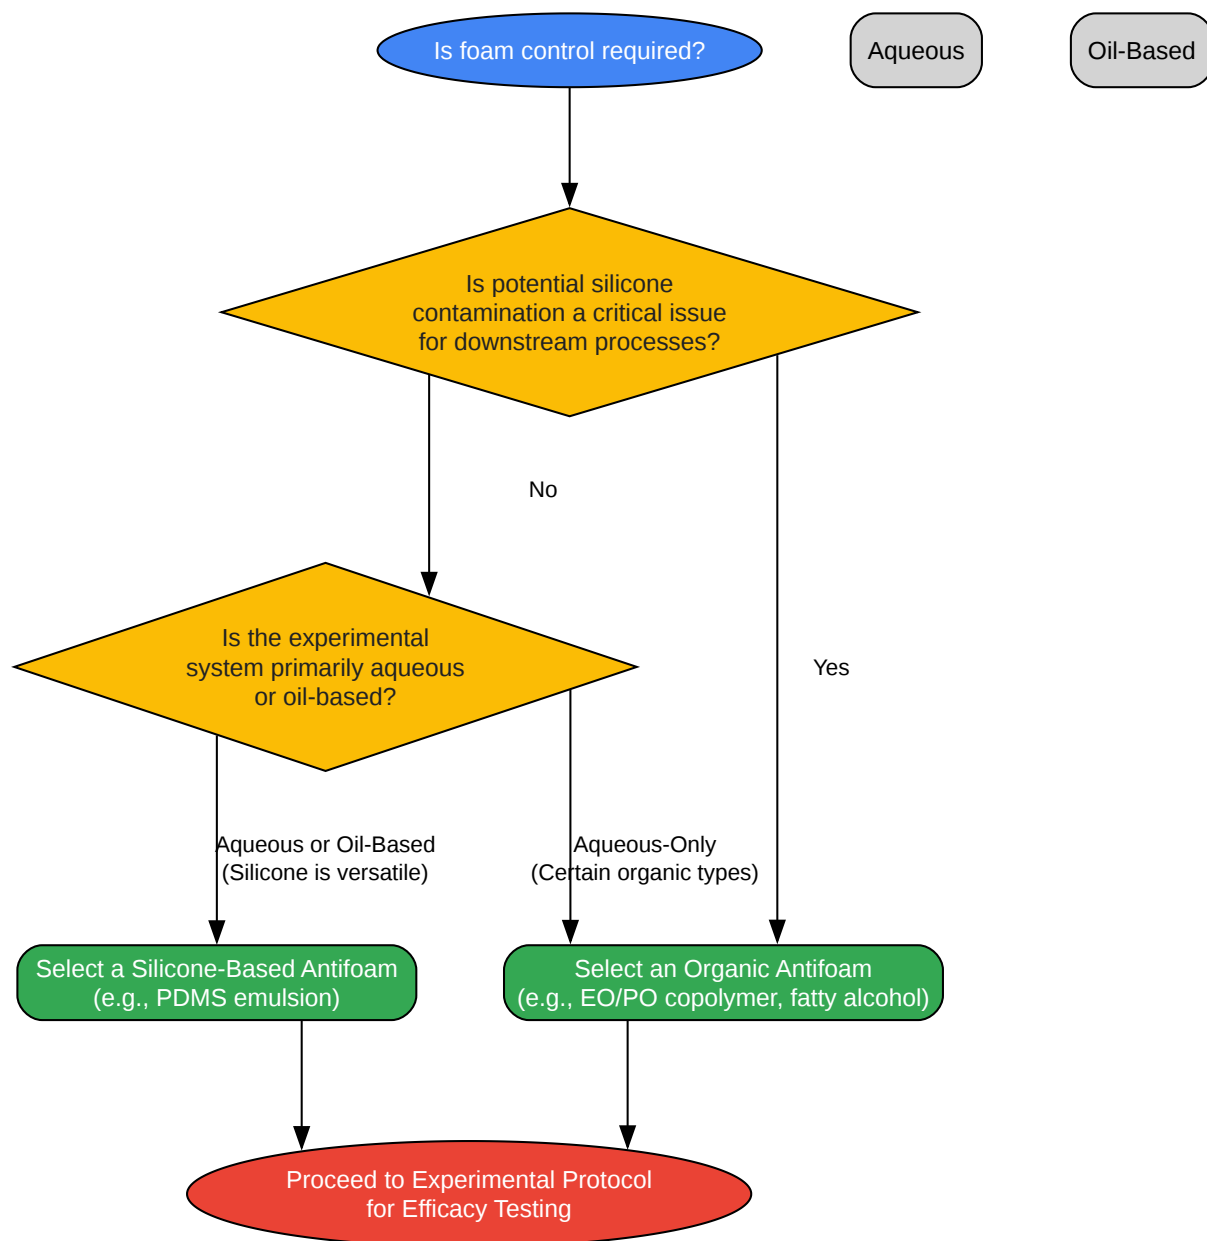 Is foam control required?
Aqueous
Oil-Based
Is potential silicone
contamination a critical issue
for downstream processes?
No
Is the experimental
system primarily aqueous
or oil-based?
Yes
Aqueous or Oil-Based
(Silicone is versatile)
Aqueous-Only
(Certain organic types)
Select a Silicone-Based Antifoam
(e.g., PDMS emulsion)
Select an Organic Antifoam
(e.g., EO/PO copolymer, fatty alcohol)
Proceed to Experimental Protocol
for Efficacy Testing